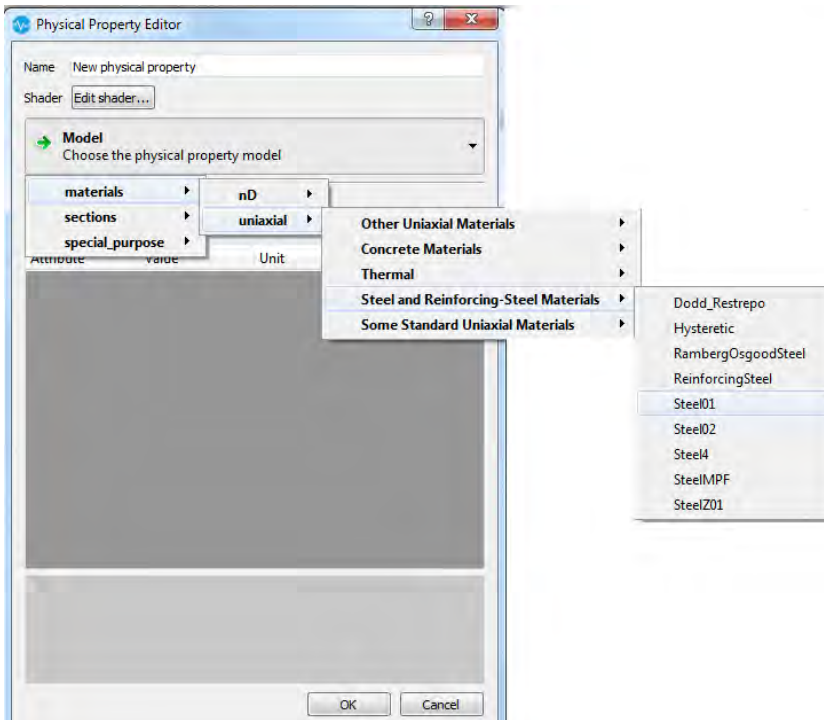 Physical Property Editor
Name New physical property
Shader Edit shader...
Model
Choose the physical property model
materials
sections
special_purpose
nD
uniaxial
Other Uniaxial Materials
Concrete Materials
Thermal
Steel and Reinforcing-Steel Materials
Some Standard Uniaxial Materials
Attribute Value Unit
Dodd_Restrepo
Hysteretic
RambergOsgoodSteel
ReinforcingSteel
Steel01
Steel02
Steel4
SteelMPF
SteelZ01
OK Cancel